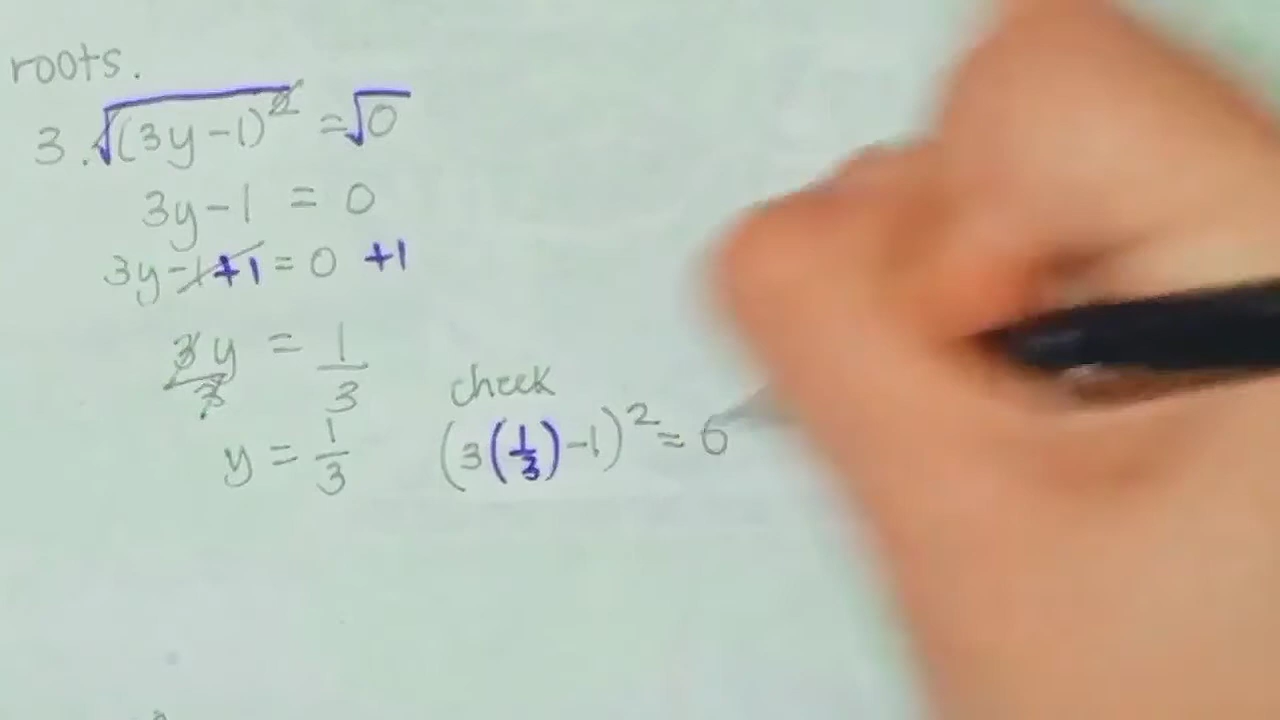 roots.
3. √(3y-1)² = √0
3y-1 = 0
3y-1+1 = 0 +1
3y/3 = 1/3
y = 1/3
check
(3(1/3)-1)² = 0